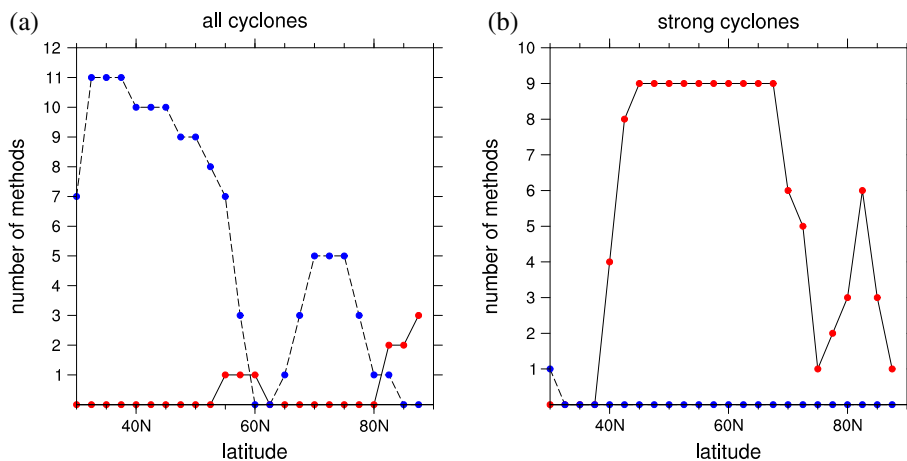 (a)
all cyclones
12
11
10
9
8
7
6
5
4
3
2
1
number of methods
40N
60N
80N
latitude
(b)
strong cyclones
10
9
8
7
6
5
4
3
2
1
number of methods
40N
60N
80N
latitude